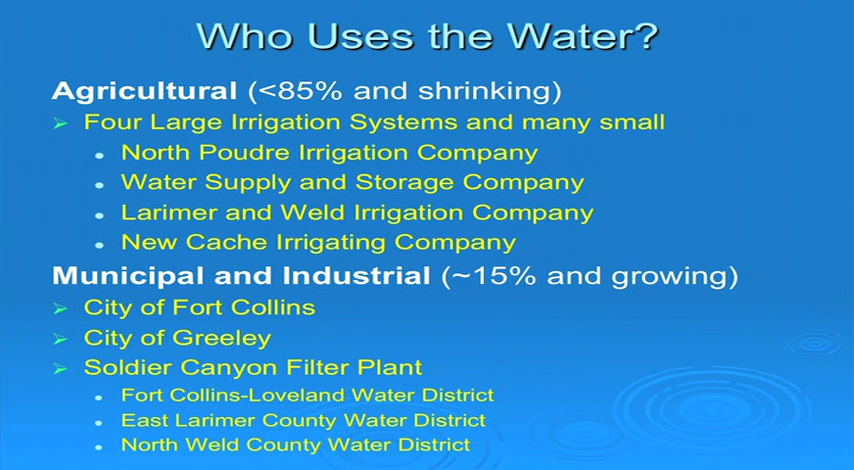 Who Uses the Water?
Agricultural (<85% and shrinking)
Four Large Irrigation Systems and many small
North Poudre Irrigation Company
Water Supply and Storage Company
Larimer and Weld Irrigation Company
New Cache Irrigating Company
Municipal and Industrial (~15% and growing)
City of Fort Collins
City of Greeley
Soldier Canyon Filter Plant
Fort Collins-Loveland Water District
East Larimer County Water District
North Weld County Water District